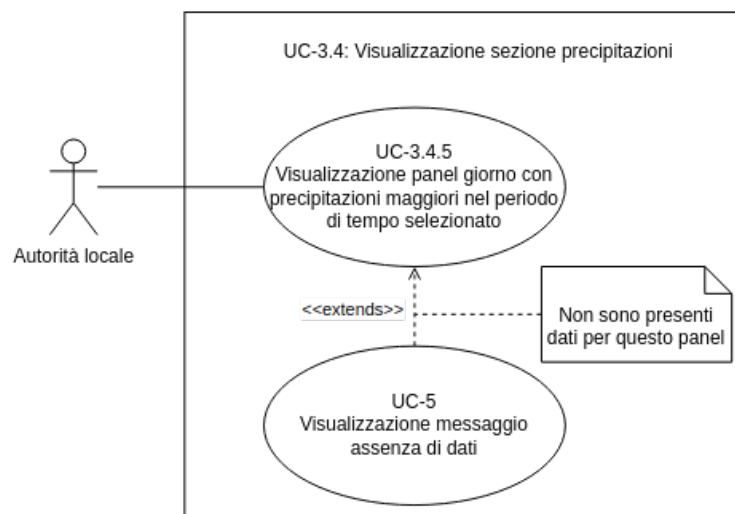 UC-3.4: Visualizzazione sezione precipitazioni
UC-3.4.5
Visualizzazione panel giorno con
precipitazioni maggiori nel periodo
di tempo selezionato
Autorità locale
<<extends>>
Non sono presenti
dati per questo panel
UC-5
Visualizzazione messaggio
assenza di dati